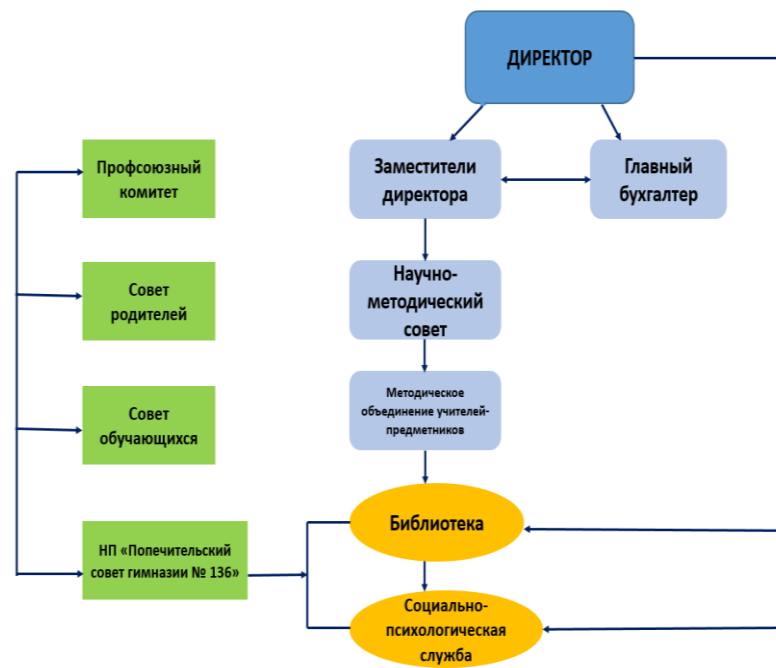 ДИРЕКТОР
Заместители
директора
Главный
бухгалтер
Профсоюзный
комитет
Научно-
методический
совет
Совет
родителей
Методическое
объединение учителей-
предметников
Совет
обучающихся
Библиотека
НП «Попечительский
совет гимназии № 136»
Социально-
психологическая
служба